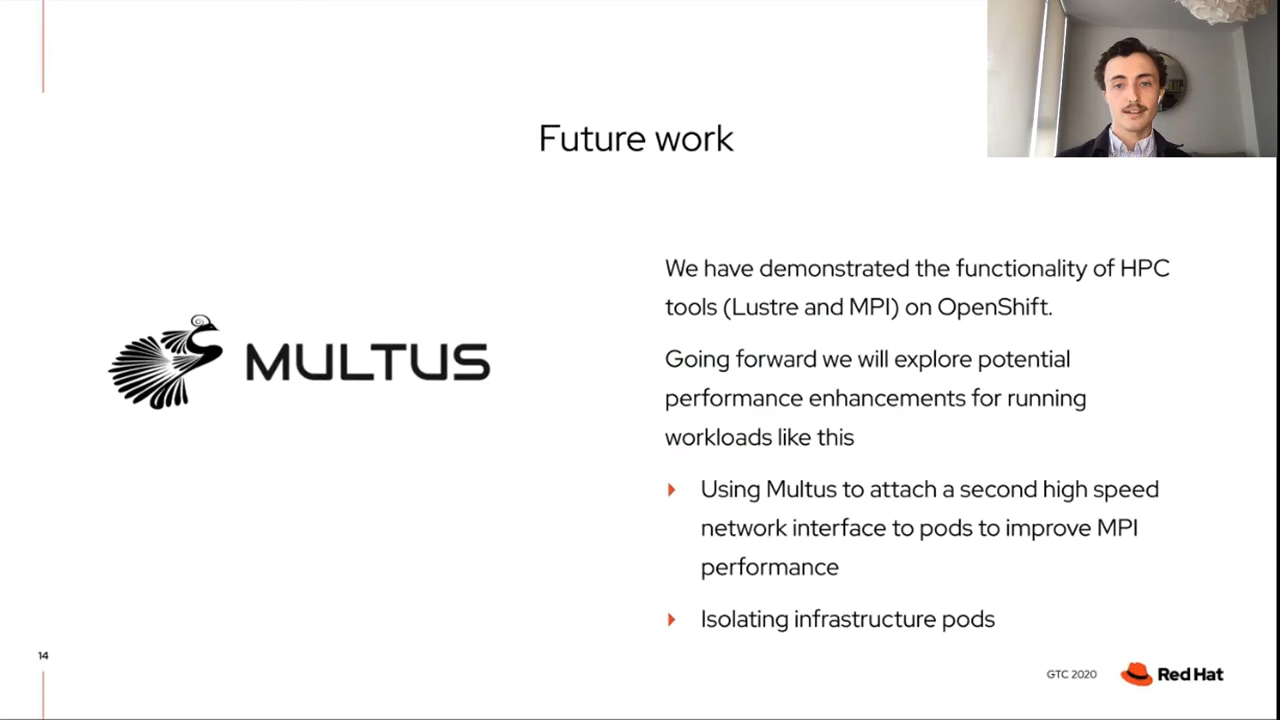 Future work
MULTUS
We have demonstrated the functionality of HPC
tools (Lustre and MPI) on OpenShift.
Going forward we will explore potential
performance enhancements for running
workloads like this
Using Multus to attach a second high speed
network interface to pods to improve MPI
performance
Isolating infrastructure pods
14
GTC 2020
Red Hat